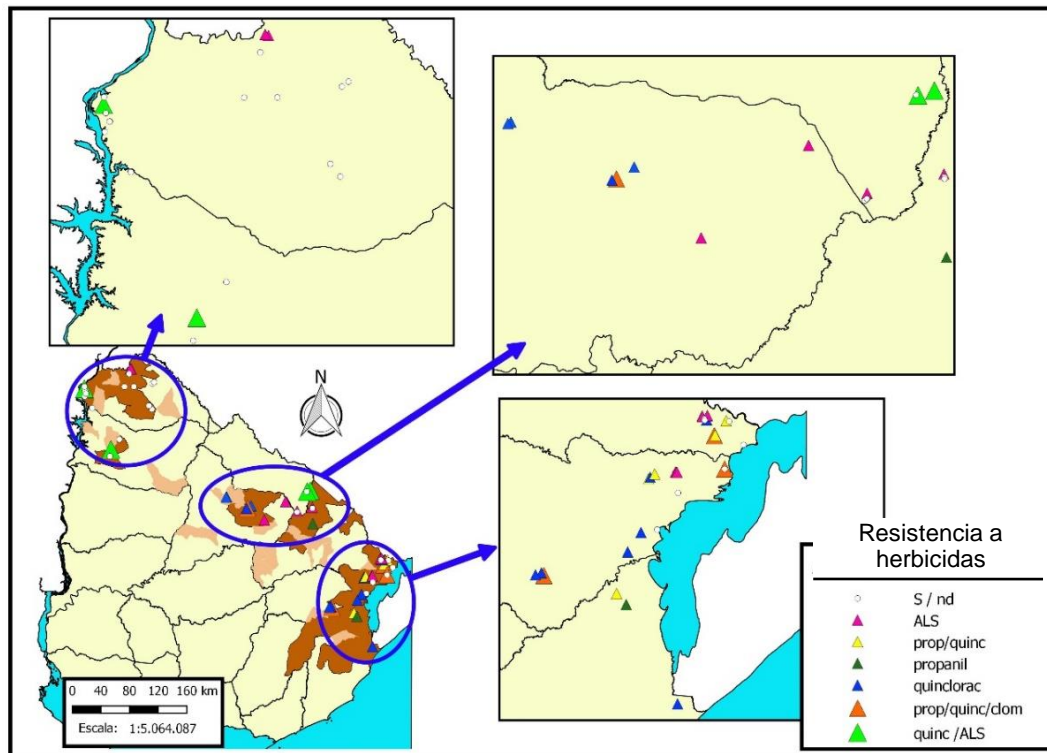 N
0 40 80 120 160 km
Escala: 1:5.064.087
Resistencia a
herbicidas
S / nd
ALS
prop/quinc
propanil
quinclorac
prop/quinc/clom
quinc /ALS